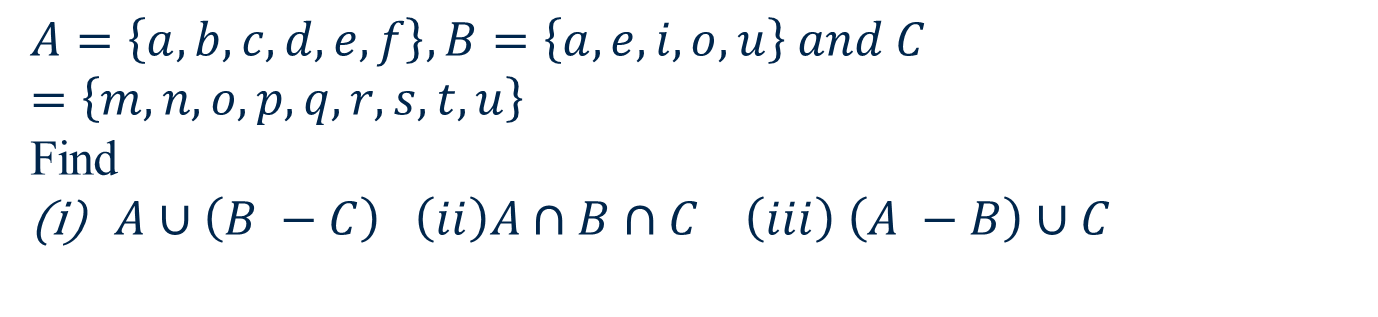 A = {a, b, c, d, e, f}, B = {a, e, i, o, u} and C
= {m, n, o, p, q, r, s, t, u}
Find
(i) A ∪ (B − C) (ii)A ∩ B ∩ C (iii) (A − B) ∪ C